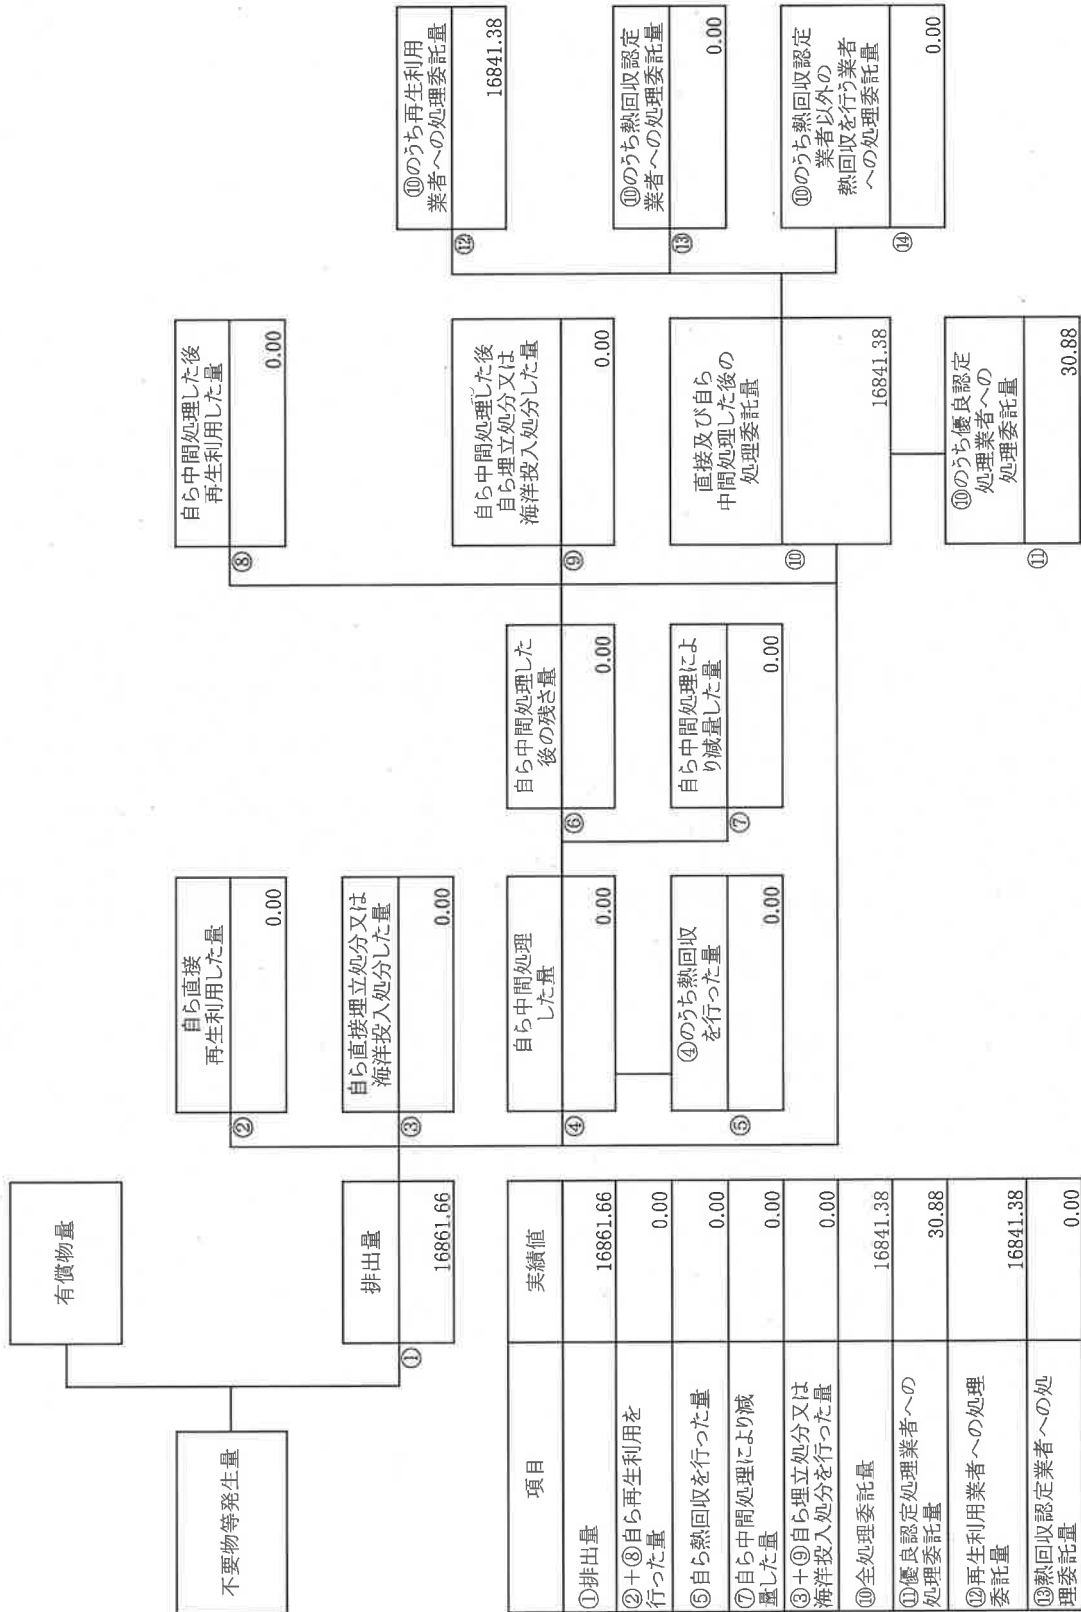 有償物量
不要物等発生量
排出量
①
16861.66
自ら直接
再生利用した量
②
0.00
自ら直接埋立処分又は
海洋投入処分した量
③
0.00
自ら中間処理
した量
④
0.00
④のうち熱回収
を行った量
⑤
0.00
自ら中間処理した
後の残さ量
⑥
0.00
自ら中間処理によ
り減量した量
⑦
0.00
自ら中間処理した後
再生利用した量
⑧
0.00
自ら中間処理した後
自ら埋立処分又は
海洋投入処分した量
⑨
0.00
直接及び自ら
中間処理した後の
処理委託量
⑩
16841.38
⑩のうち優良認定
処理業者への
処理委託量
⑪
30.88
⑩のうち再生利用
業者への処理委託量
⑫
16841.38
⑩のうち熱回収認定
業者への処理委託量
⑬
0.00
⑩のうち熱回収認定
業者以外の
熱回収を行う業者
への処理委託量
⑭
0.00
項目
実績値
①排出量
16861.66
②+⑧自ら再生利用を
行った量
0.00
⑤自ら熱回収を行った量
0.00
⑦自ら中間処理により減
量した量
0.00
③+⑨自ら埋立処分又は
海洋投入処分を行った量
0.00
⑩全処理委託量
16841.38
⑪優良認定処理業者への
処理委託量
30.88
⑫再生利用業者への処理
委託量
16841.38
⑬熱回収認定業者への処
理委託量
0.00